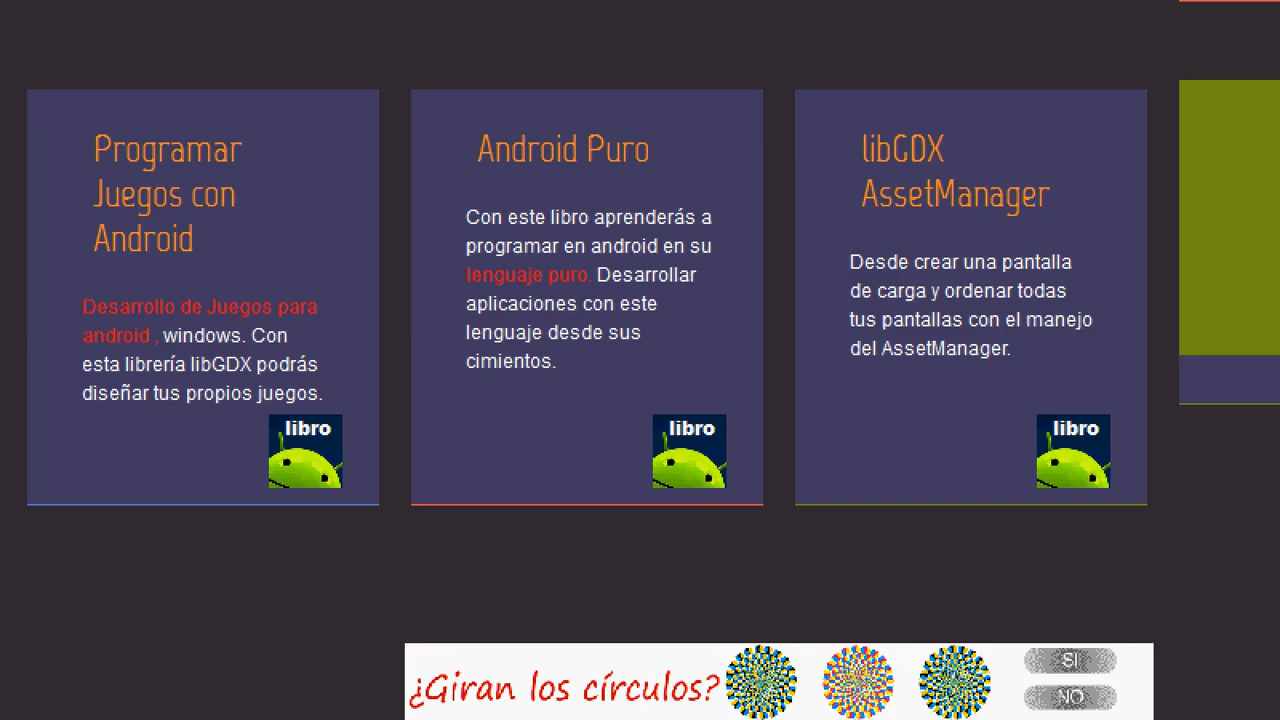 Programar
Juegos con
Android
Desarrollo de Juegos para
android , windows. Con
esta librería libGDX podrás
diseñar tus propios juegos.
libro
Android Puro
Con este libro aprenderás a
programar en android en su
lenguaje puro. Desarrollar
aplicaciones con este
lenguaje desde sus
cimientos.
libro
libGDX
AssetManager
Desde crear una pantalla
de carga y ordenar todas
tus pantallas con el manejo
del AssetManager.
libro
¿Giran los círculos?
SI
NO